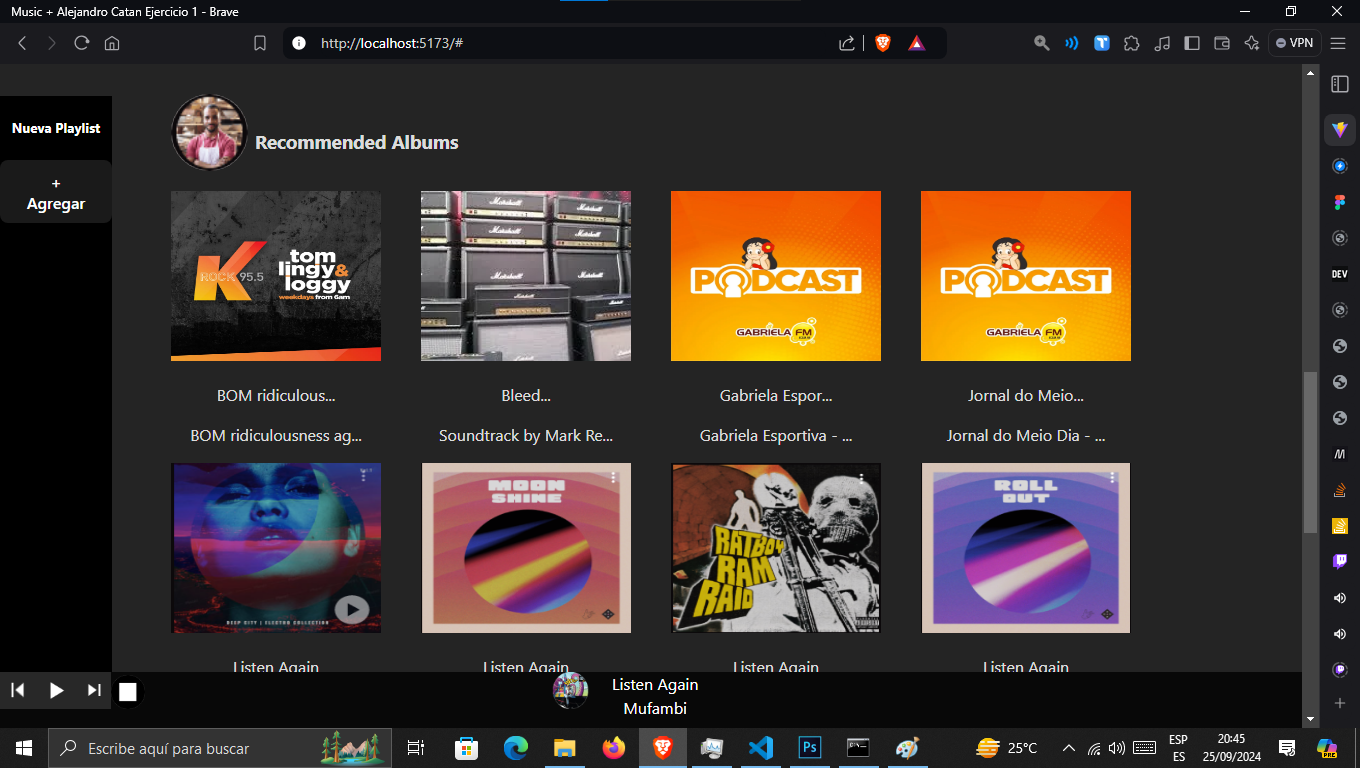 Music + Alejandro Catan Ejercicio 1 - Brave
http://localhost:5173/#
VPN
Nueva Playlist
+
Agregar
Recommended Albums
ROCK 95.5
tom
lingy&
loggy
weekdays from 6am
Marshall
PODCAST
GABRIELA FM
PODCAST
GABRIELA FM
BOM ridiculous...
Bleed...
Gabriela Espor...
Jornal do Meio...
BOM ridiculousness ag...
Soundtrack by Mark Re...
Gabriela Esportiva - ...
Jornal do Meio Dia - ...
DEEP CITY | ELEKTRO COLLECTION
MOON
SHINE
RATBOY
RAM
RAID
ROLL
OUT
Listen Again
Listen Again
Listen Again
Listen Again
Listen Again
Mufambi
DEV
Escribe aquí para buscar
Ps
25°C
ESP
ES
20:45
25/09/2024
PRE